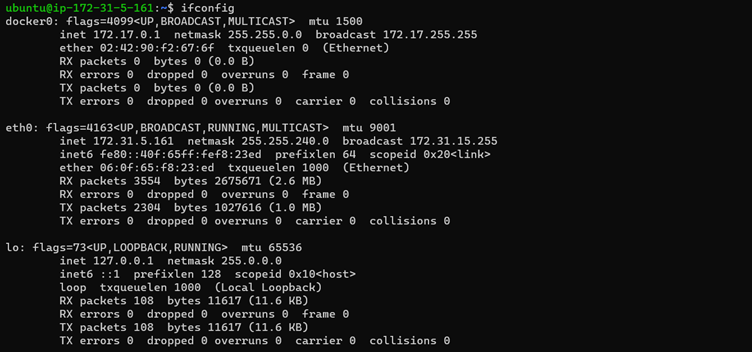 ubuntu@ip-172-31-5-161:~$ ifconfig
docker0: flags=4099<UP,BROADCAST,MULTICAST>  mtu 1500
        inet 172.17.0.1  netmask 255.255.0.0  broadcast 172.17.255.255
        ether 02:42:90:f2:67:6f  txqueuelen 0  (Ethernet)
        RX packets 0  bytes 0 (0.0 B)
        RX errors 0  dropped 0  overruns 0  frame 0
        TX packets 0  bytes 0 (0.0 B)
        TX errors 0  dropped 0 overruns 0  carrier 0  collisions 0

eth0: flags=4163<UP,BROADCAST,RUNNING,MULTICAST>  mtu 9001
        inet 172.31.5.161  netmask 255.255.240.0  broadcast 172.31.15.255
        inet6 fe80::40f:65ff:fef8:23ed  prefixlen 64  scopeid 0x20<link>
        ether 06:0f:65:f8:23:ed  txqueuelen 1000  (Ethernet)
        RX packets 3554  bytes 2675671 (2.6 MB)
        RX errors 0  dropped 0  overruns 0  frame 0
        TX packets 2304  bytes 1027616 (1.0 MB)
        TX errors 0  dropped 0 overruns 0  carrier 0  collisions 0

lo: flags=73<UP,LOOPBACK,RUNNING>  mtu 65536
        inet 127.0.0.1  netmask 255.0.0.0
        inet6 ::1  prefixlen 128  scopeid 0x10<host>
        loop  txqueuelen 1000  (Local Loopback)
        RX packets 108  bytes 11617 (11.6 KB)
        RX errors 0  dropped 0  overruns 0  frame 0
        TX packets 108  bytes 11617 (11.6 KB)
        TX errors 0  dropped 0 overruns 0  carrier 0  collisions 0